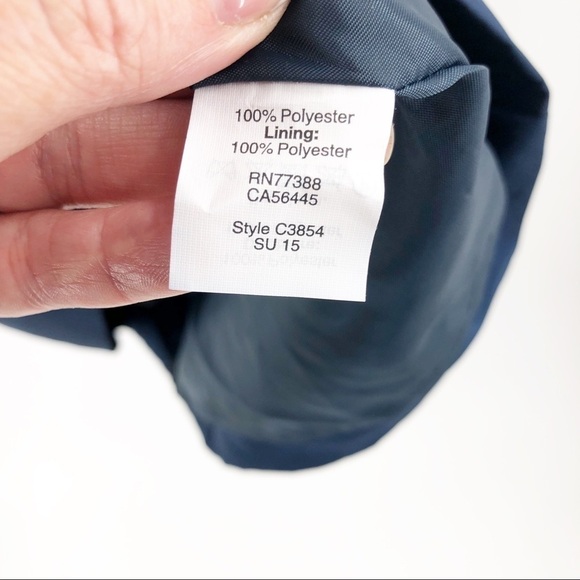 100% Polyester
Lining:
100% Polyester
RN77388
CA56445
Style C3854
SU 15